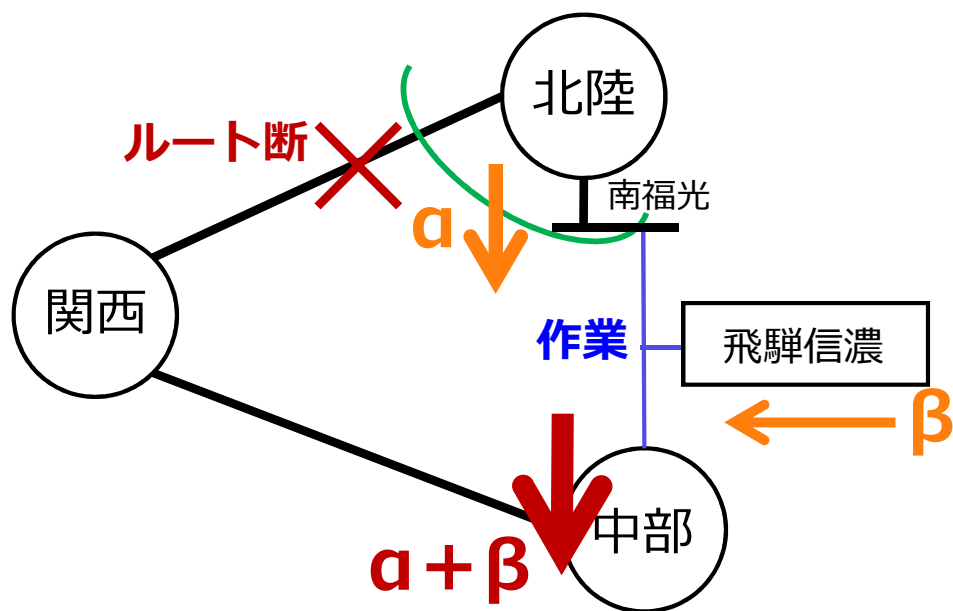 北陸
ルート断
南福光
α
関西
作業
飛騨信濃
β
中部
α+β